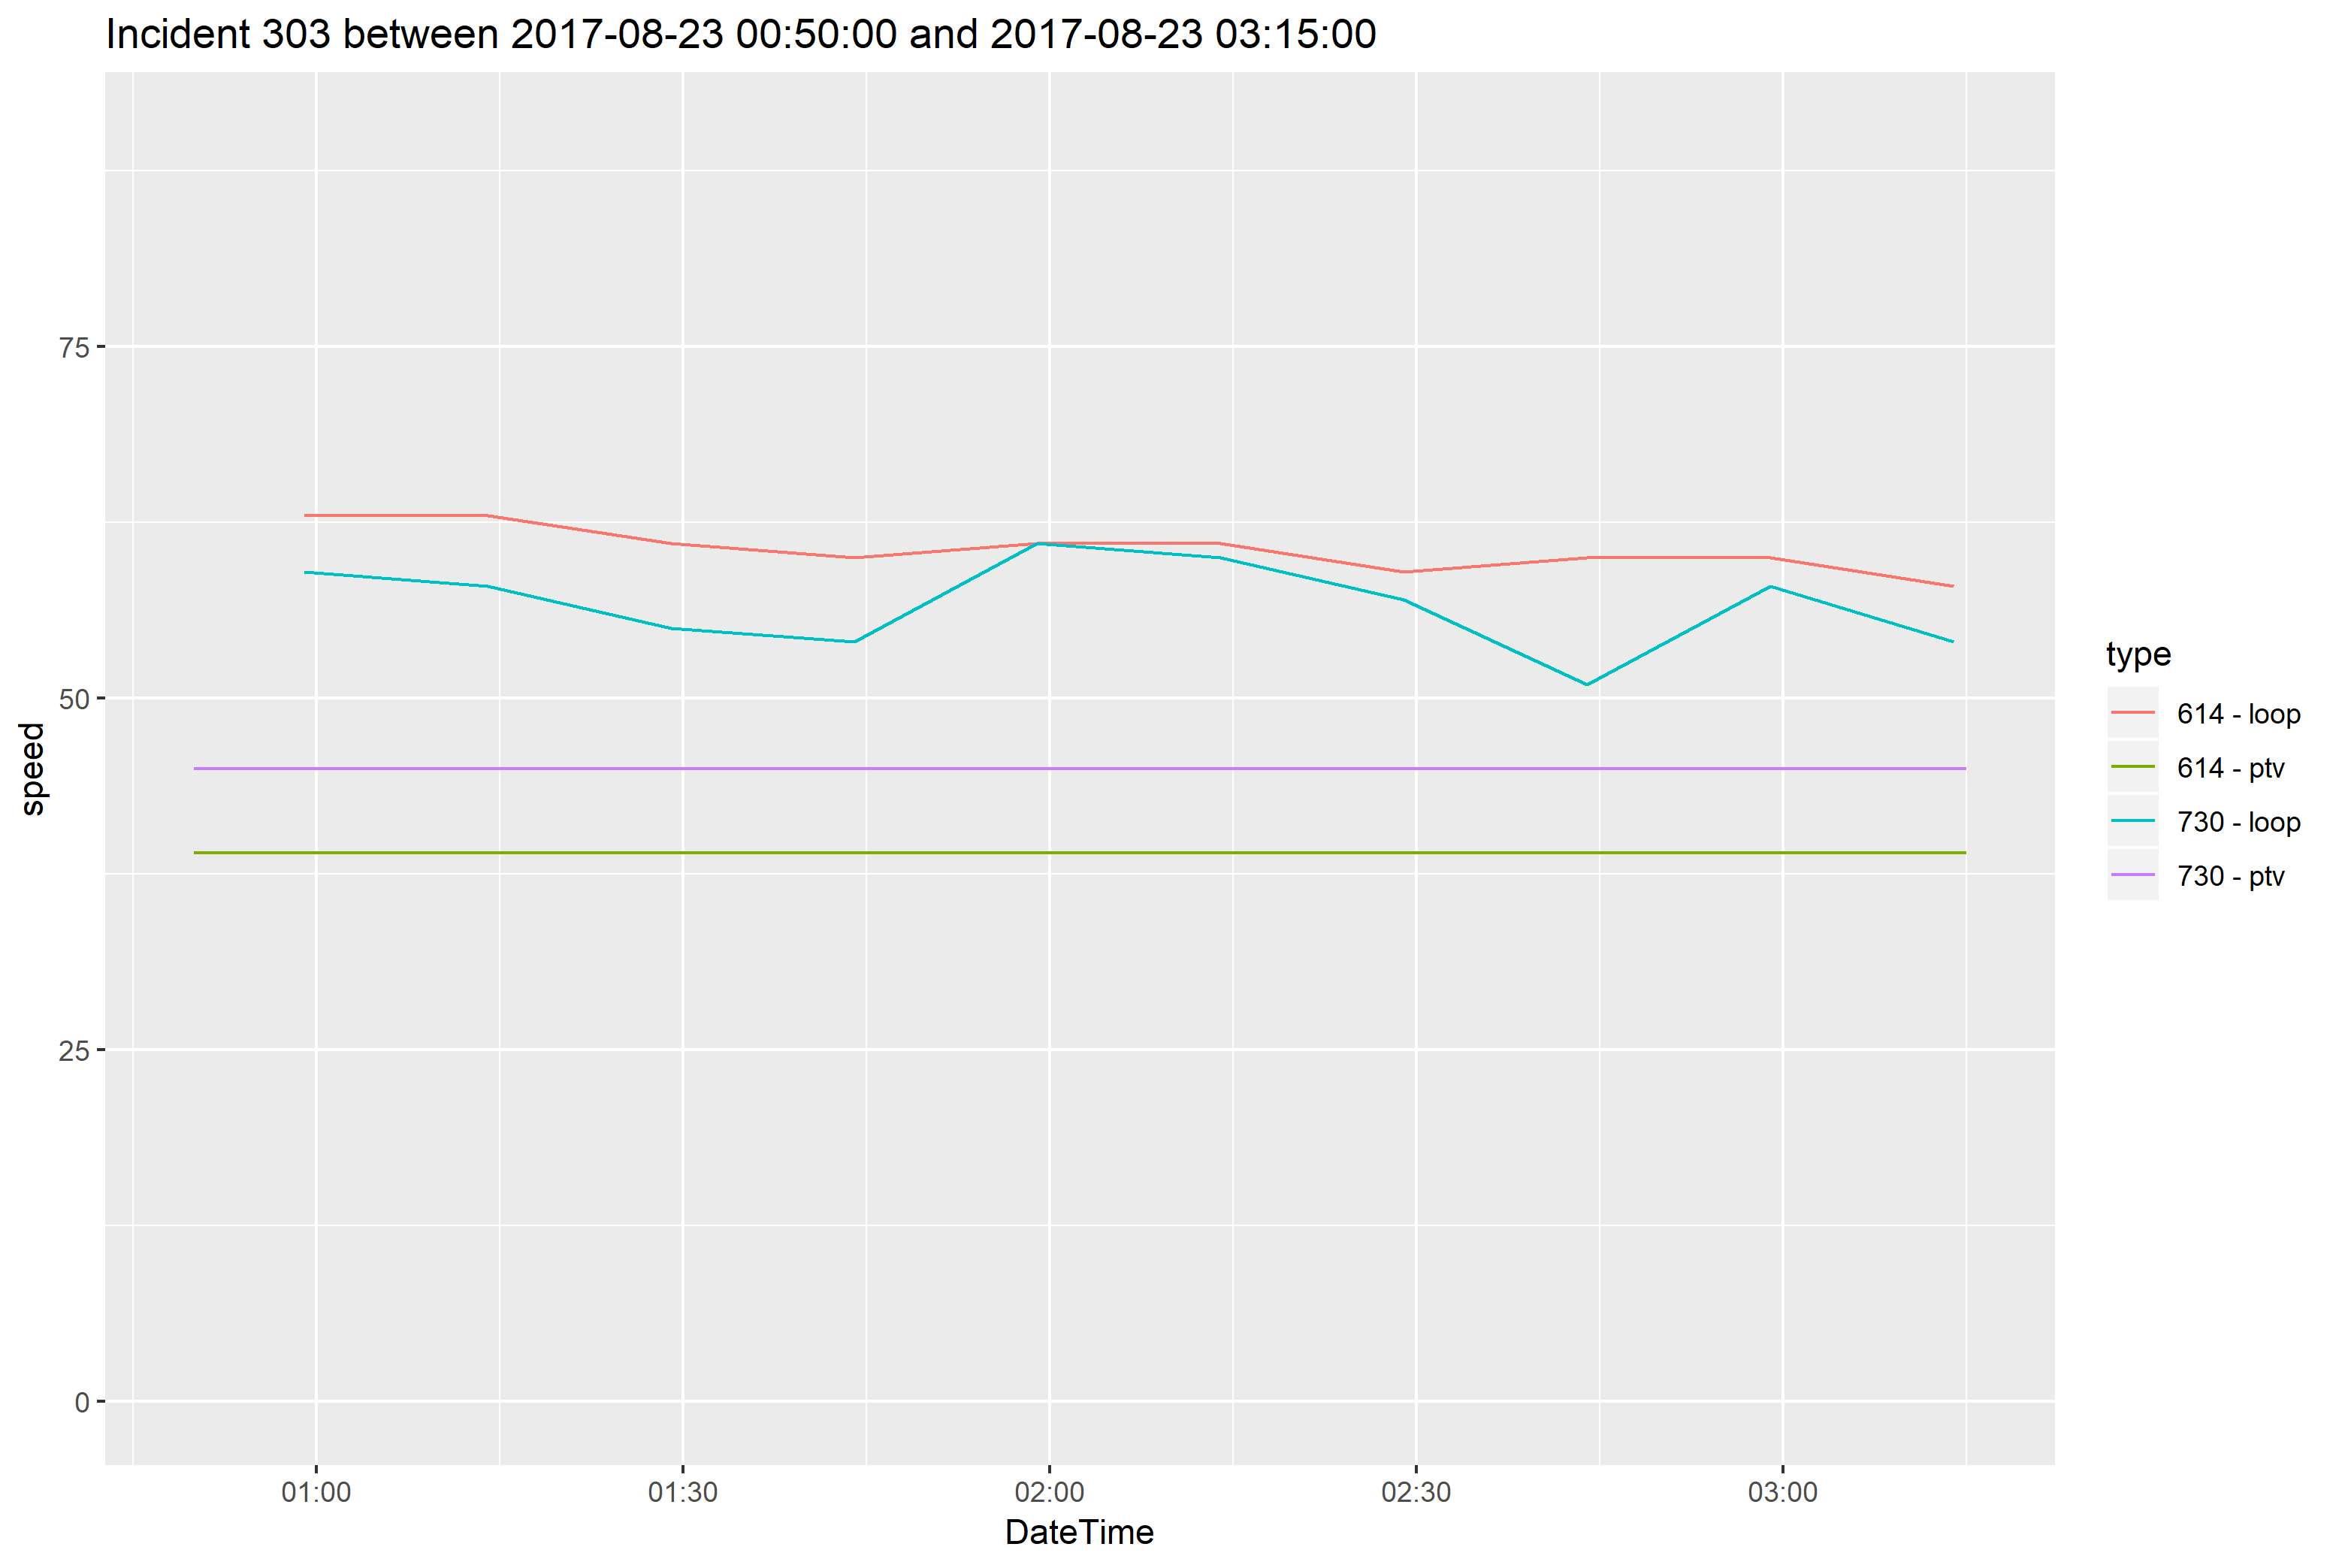 Incident 303 between 2017-08-23 00:50:00 and 2017-08-23 03:15:00
75
50
25
0
speed
01:00
01:30
02:00
02:30
03:00
DateTime
type
614 - loop
614 - ptv
730 - loop
730 - ptv